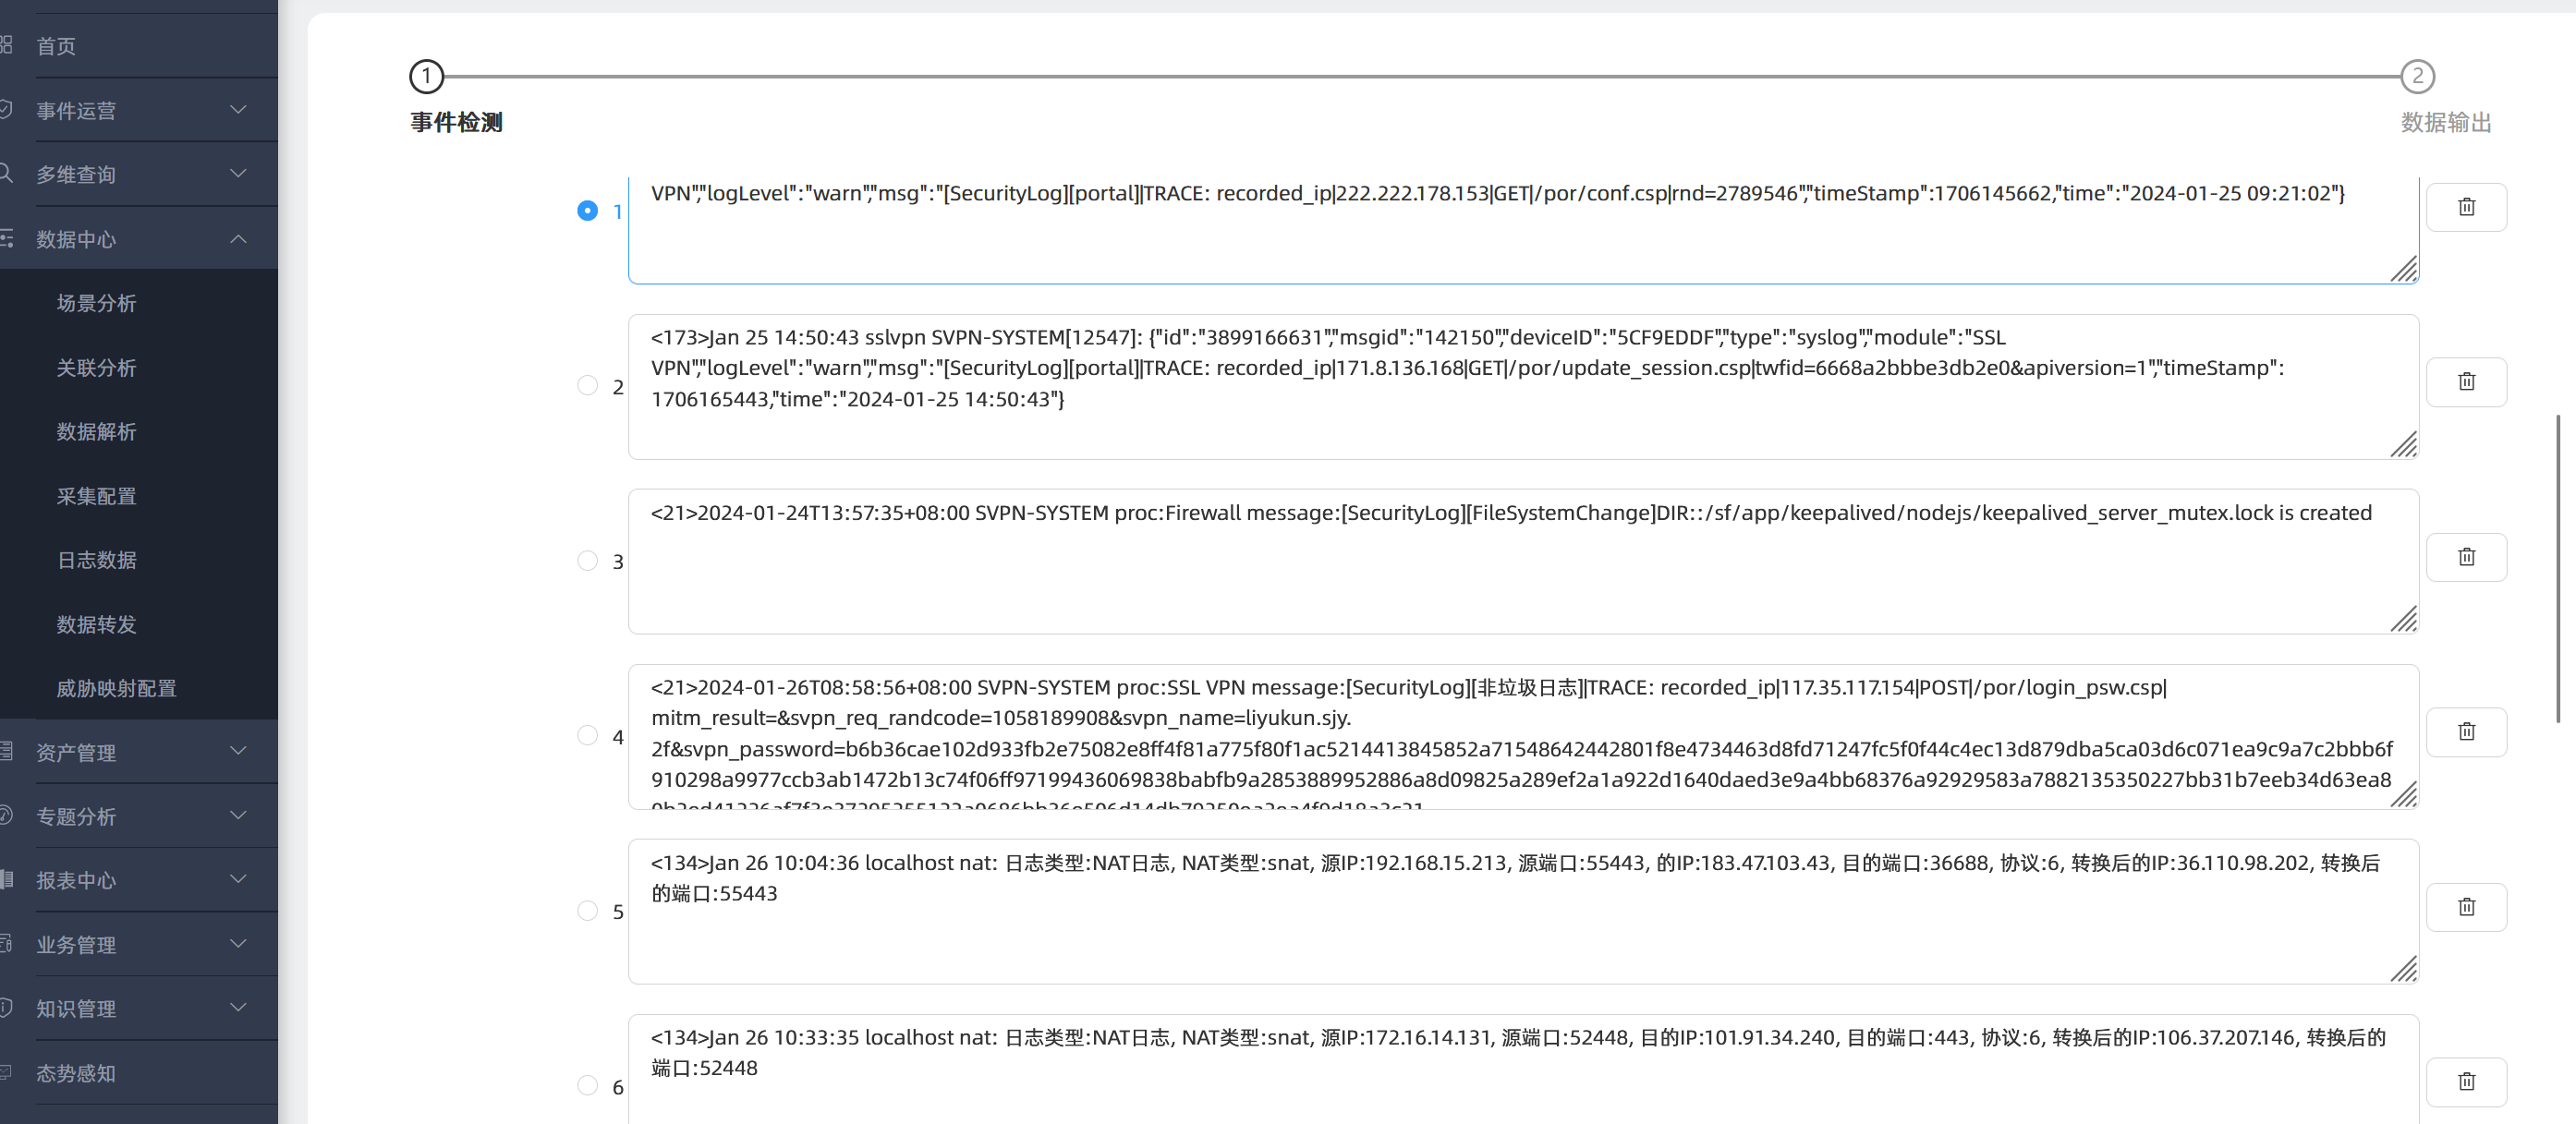 首页
事件运营
多维查询
数据中心
场景分析
关联分析
数据解析
采集配置
日志数据
数据转发
威胁映射配置
资产管理
专题分析
报表中心
业务管理
知识管理
态势感知
1
2
事件检测
数据输出
1
VPN","logLevel":"warn","msg":"[SecurityLog][portal]|TRACE: recorded_ip|222.222.178.153|GET|/por/conf.csp|rnd=2789546","timeStamp":1706145662,"time":"2024-01-25 09:21:02"}
2
<173>Jan 25 14:50:43 sslvpn SVPN-SYSTEM[12547]: {"id":"3899166631","msgid":"142150","deviceID":"5CF9EDDF","type":"syslog","module":"SSL
VPN","logLevel":"warn","msg":"[SecurityLog][portal]|TRACE: recorded_ip|171.8.136.168|GET|/por/update_session.csp|twfid=6668a2bbbe3db2e0&apiversion=1","timeStamp":
1706165443,"time":"2024-01-25 14:50:43"}
3
<21>2024-01-24T13:57:35+08:00 SVPN-SYSTEM proc:Firewall message:[SecurityLog][FileSystemChange]DIR::/sf/app/keepalived/nodejs/keepalived_server_mutex.lock is created
4
<21>2024-01-26T08:58:56+08:00 SVPN-SYSTEM proc:SSL VPN message:[SecurityLog][非垃圾日志]|TRACE: recorded_ip|117.35.117.154|POST|/por/login_psw.csp|
mitm_result=&svpn_req_randcode=1058189908&svpn_name=liyukun.sjy.
2f&svpn_password=b6b36cae102d933fb2e75082e8ff4f81a775f80f1ac5214413845852a71548642442801f8e4734463d8fd71247fc5f0f44c4ec13d879dba5ca03d6c071ea9c9a7c2bbb6f
910298a9977ccb3ab1472b13c74f06ff97199436069838babfb9a2853889952886a8d09825a289ef2a1a922d1640daed3e9a4bb68376a92929583a7882135350227bb31b7eeb34d63ea8
5
<134>Jan 26 10:04:36 localhost nat: 日志类型:NAT日志, NAT类型:snat, 源IP:192.168.15.213, 源端口:55443, 的IP:183.47.103.43, 目的端口:36688, 协议:6, 转换后的IP:36.110.98.202, 转换后
的端口:55443
6
<134>Jan 26 10:33:35 localhost nat: 日志类型:NAT日志, NAT类型:snat, 源IP:172.16.14.131, 源端口:52448, 目的IP:101.91.34.240, 目的端口:443, 协议:6, 转换后的IP:106.37.207.146, 转换后的
端口:52448